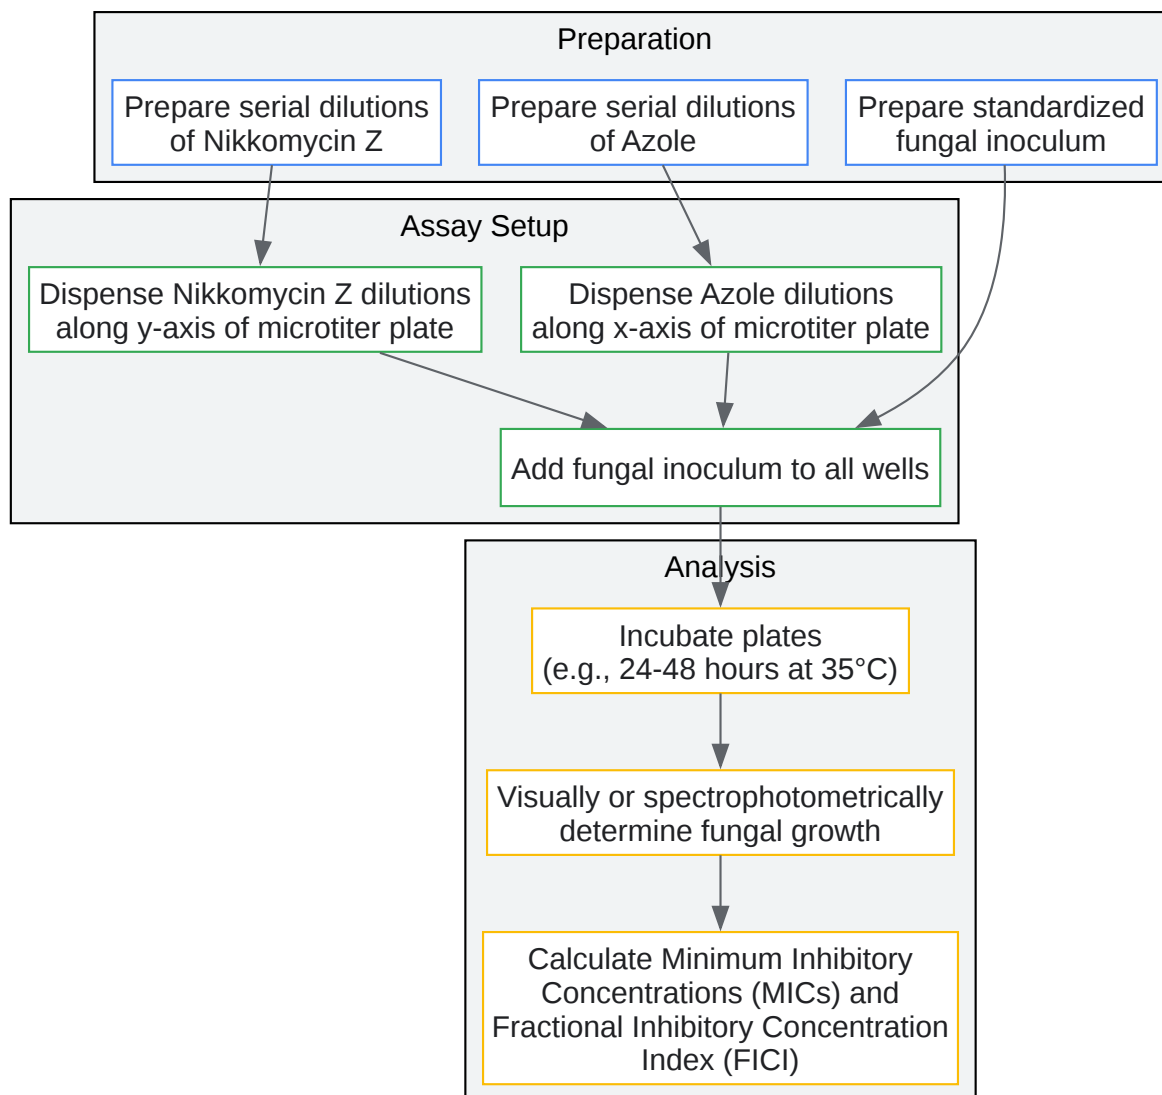 Preparation
Prepare serial dilutions
of Nikkomycin Z
Prepare serial dilutions
of Azole
Prepare standardized
fungal inoculum
Assay Setup
Dispense Nikkomycin Z dilutions
along y-axis of microtiter plate
Dispense Azole dilutions
along x-axis of microtiter plate
Add fungal inoculum to all wells
Analysis
Incubate plates
(e.g., 24-48 hours at 35°C)
Visually or spectrophotometrically
determine fungal growth
Calculate Minimum Inhibitory
Concentrations (MICs) and
Fractional Inhibitory Concentration
Index (FICI)